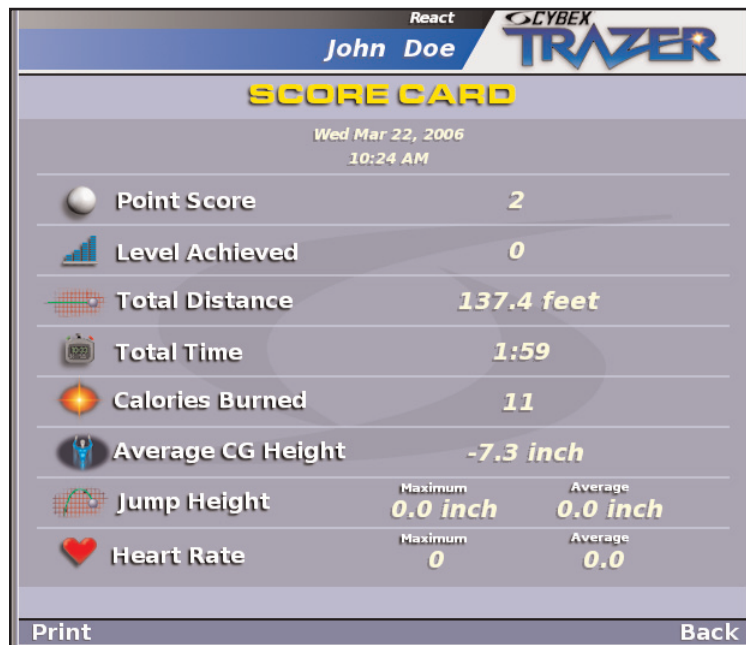 React
John Doe
CYBEX
TRAZER
SCORE CARD
Wed Mar 22, 2006
10:24 AM
Point Score 2
Level Achieved 0
Total Distance 137.4 feet
Total Time 1:59
Calories Burned 11
Average CG Height -7.3 inch
Maximum Average
Jump Height 0.0 inch 0.0 inch
Maximum Average
Heart Rate 0 0.0
Print Back